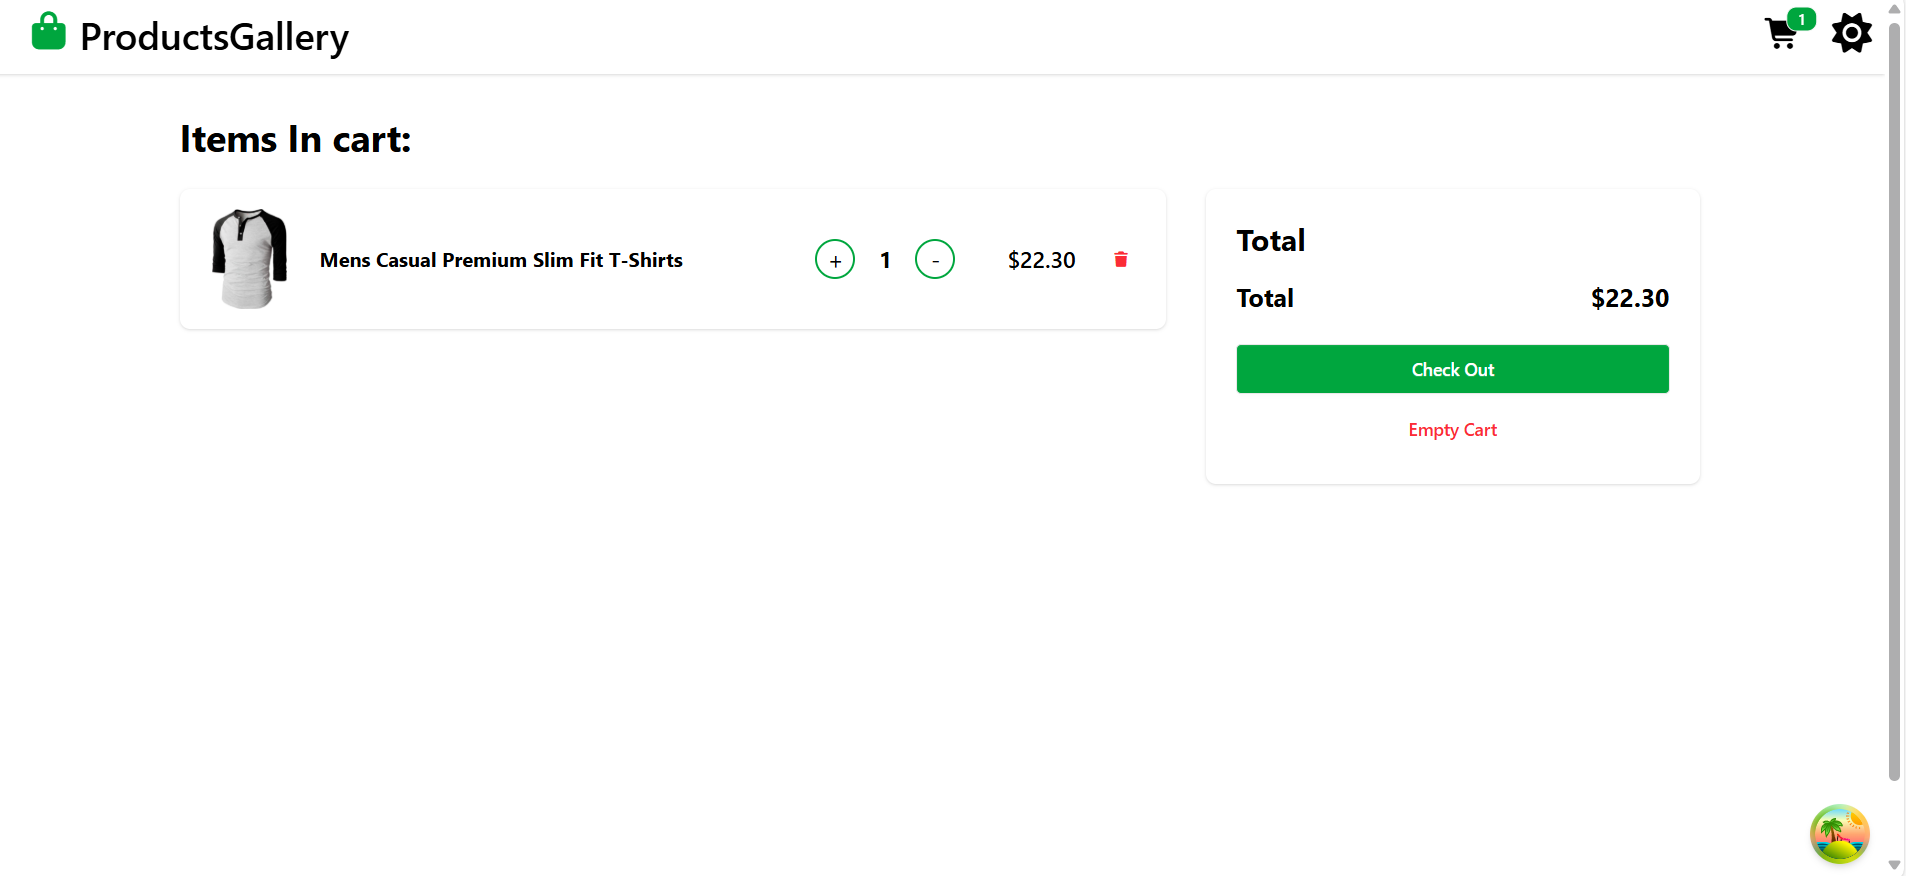 ProductsGallery
1
Items In cart:
Mens Casual Premium Slim Fit T-Shirts + 1 - $22.30
Total
Total $22.30
Check Out
Empty Cart